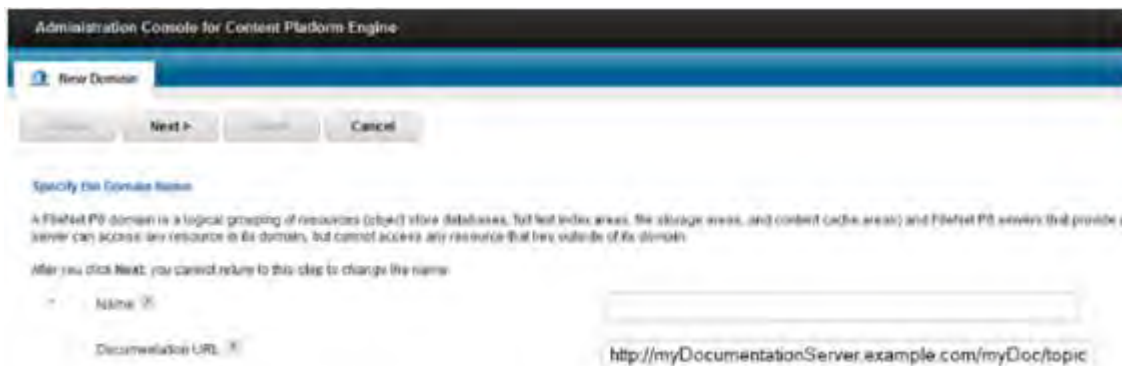 Administration Console for Content Platform Engine
New Domain
Next > Cancel
Specify the Domain Name
A FileNet P8 domain is a logical grouping of resources (object store databases, full text index areas, file storage areas, and content cache areas) and FileNet P8 servers that provide
server can access any resource in its domain, but cannot access any resource that lies outside of its domain.
After you click Next, you cannot return to this step to change the name.
* Name ?
Documentation URL ?
http://myDocumentationServer.example.com/myDoc/topic